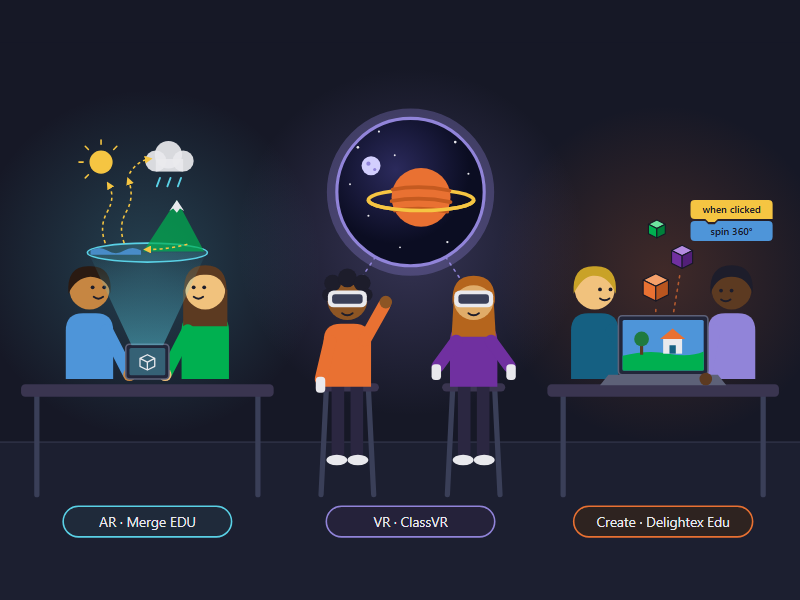 when clicked
spin 360°
AR · Merge EDU
VR · ClassVR
Create · Delightex Edu